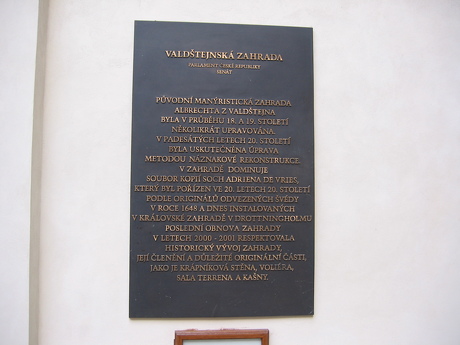 VALDŠTEJNSKÁ ZAHRADA
PARLAMENT ČESKÉ REPUBLIKY
SENÁT
PŮVODNÍ MANÝRISTICKÁ ZAHRADA
ALBRECHTA Z VALDŠTEJNA
BYLA V PRŮBĚHU 18. A 19. STOLETÍ
NĚKOLIKRÁT UPRAVOVÁNA.
V PADESÁTÝCH LETECH 20. STOLETÍ
BYLA USKUTEČNĚNA ÚPRAVA
METODOU NÁZNAKOVÉ REKONSTRUKCE.
V ZAHRADĚ DOMINUJE
SOUBOR KOPIÍ SOCH ADRIENA DE VRIES,
KTERÝ BYL POŘÍZEN VE 20. LETECH 20. STOLETÍ
PODLE ORIGINÁLŮ ODVEZENÝCH ŠVÉDY
V ROCE 1648 A DNES INSTALOVANÝCH
V KRÁLOVSKÉ ZAHRADĚ V DROTTNINGHOLMU
POSLEDNÍ OBNOVA ZAHRADY
V LETECH 2000 - 2001 RESPEKTOVALA
HISTORICKÝ VÝVOJ ZAHRADY,
JEJÍ ČLENĚNÍ A DŮLEŽITÉ ORIGINÁLNÍ ČÁSTI,
JAKO JE KRÁPNÍKOVÁ STĚNA, VOLIÉRA,
SALA TERRENA A KAŠNY.